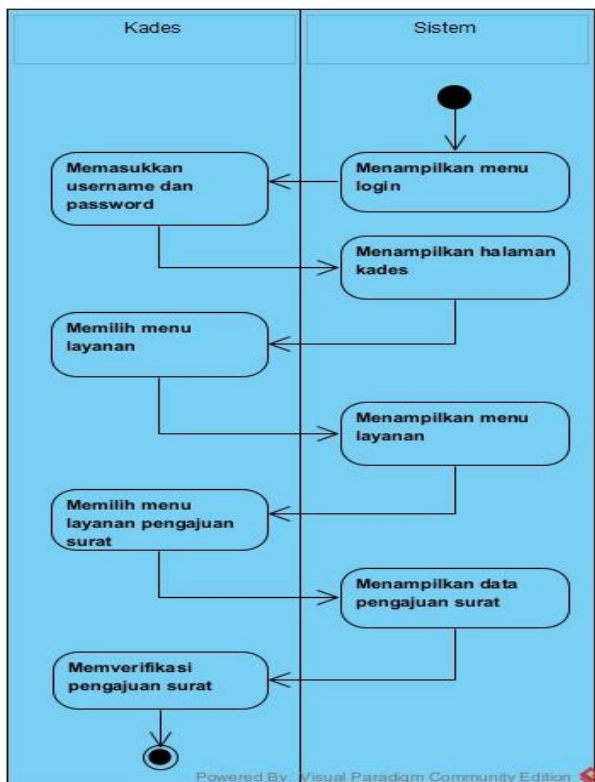 Kades
Sistem
Menampilkan menu
login
Memasukkan
username dan
password
Menampilkan halaman
kades
Memilih menu
layanan
Menampilkan menu
layanan
Memilih menu
layanan pengajuan
surat
Menampilkan data
pengajuan surat
Memverifikasi
pengajuan surat
Powered By Visual Paradigm Community Edition